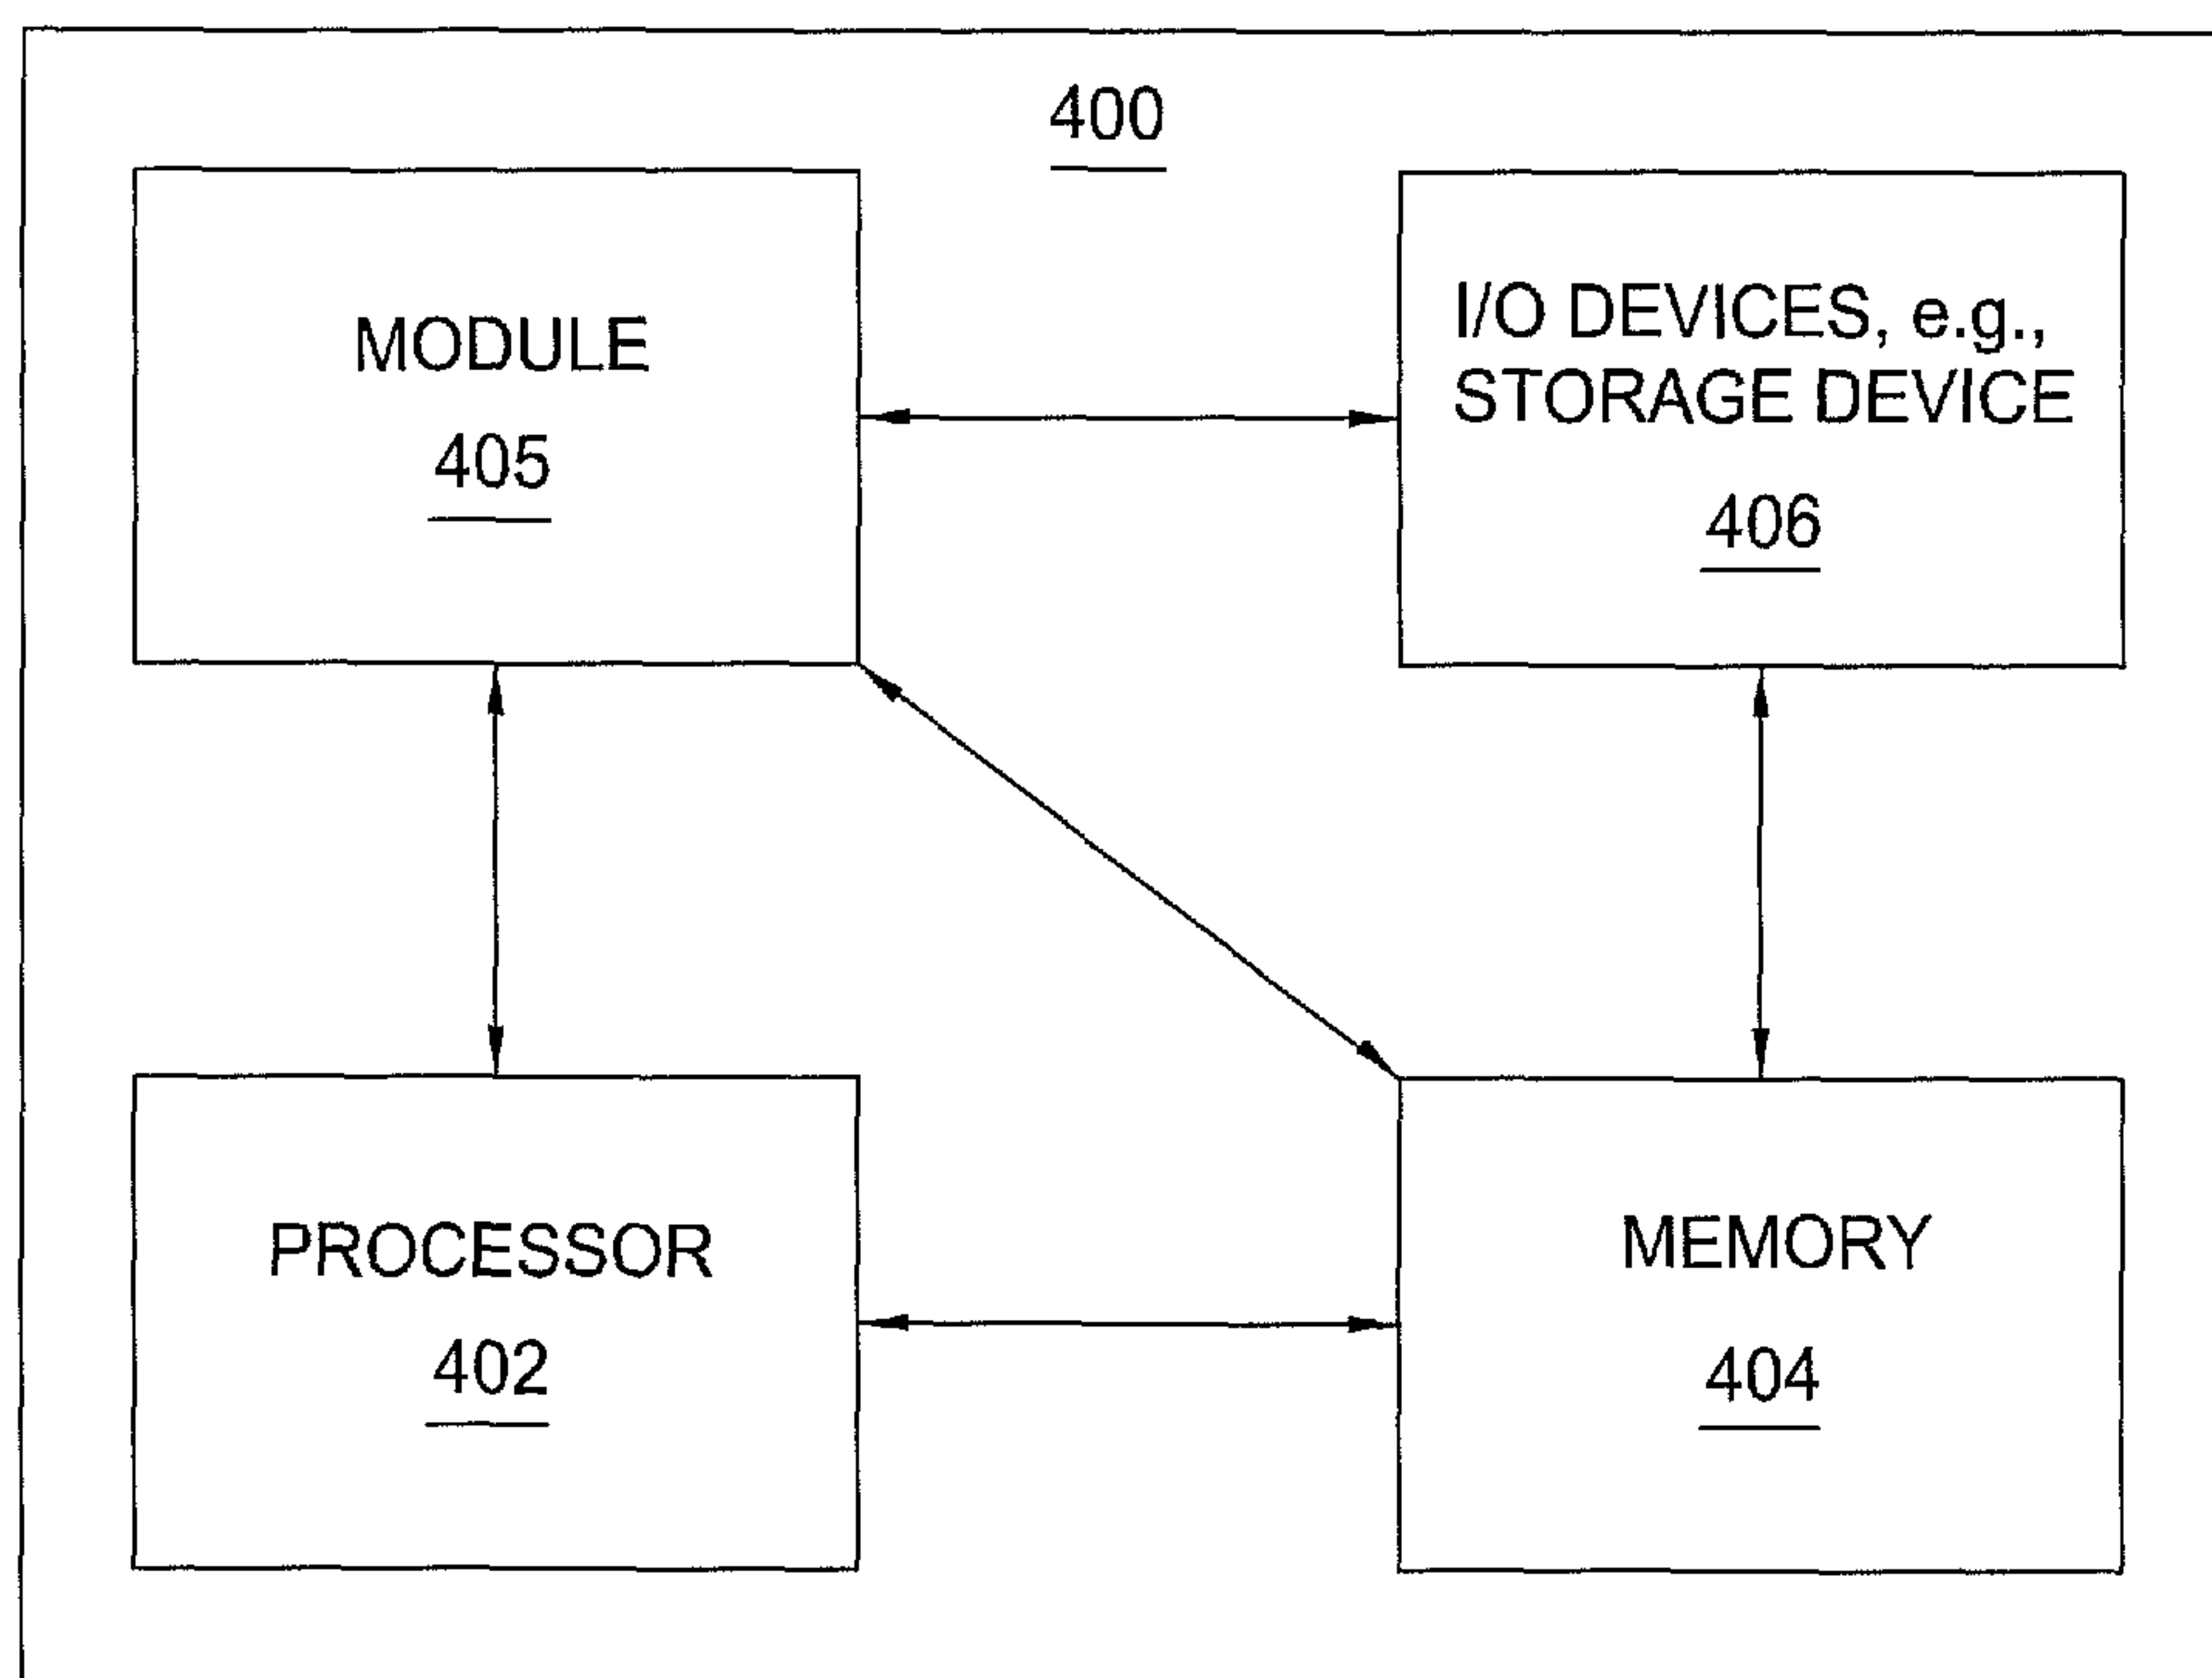 400
MODULE
405
I/O DEVICES, e.g.,
STORAGE DEVICE
406
PROCESSOR
402
MEMORY
404